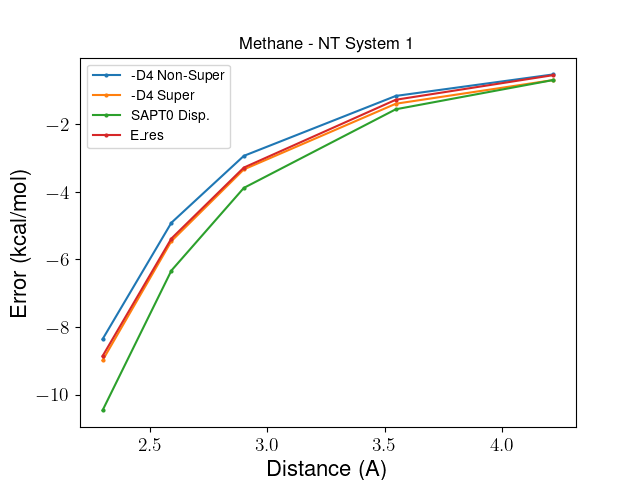 Methane - NT System 1
-D4 Non-Super
-D4 Super
SAPT0 Disp.
E_res
−2
−4
−6
−8
−10
Error (kcal/mol)
2.5 3.0 3.5 4.0
Distance (A)